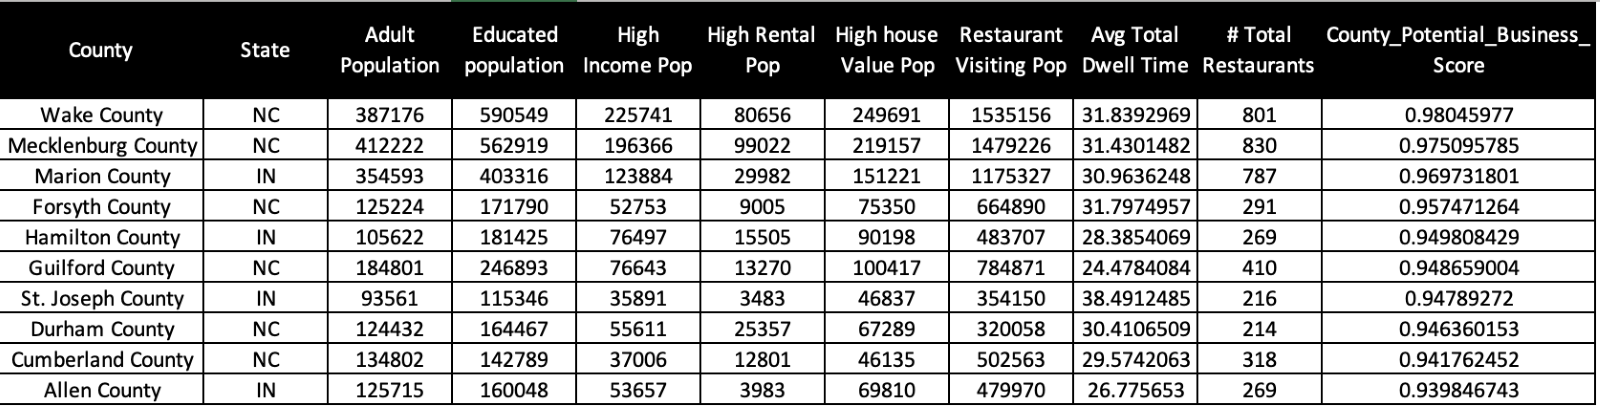 County State Adult Population Educated population High Income Pop High Rental Pop High house Value Pop Restaurant Visiting Pop Avg Total Dwell Time # Total Restaurants County_Potential_Business_ Score
Wake County NC 387176 590549 225741 80656 249691 1535156 31.8392969 801 0.98045977
Mecklenburg County NC 412222 562919 196366 99022 219157 1479226 31.4301482 830 0.975095785
Marion County IN 354593 403316 123884 29982 151221 1175327 30.9636248 787 0.969731801
Forsyth County NC 125224 171790 52753 9005 75350 664890 31.7974957 291 0.957471264
Hamilton County IN 105622 181425 76497 15505 90198 483707 28.3854069 269 0.949808429
Guilford County NC 184801 246893 76643 13270 100417 784871 24.4784084 410 0.948659004
St. Joseph County IN 93561 115346 35891 3483 46837 354150 38.4912485 216 0.94789272
Durham County NC 124432 164467 55611 25357 67289 320058 30.4106509 214 0.946360153
Cumberland County NC 134802 142789 37006 12801 46135 502563 29.5742063 318 0.941762452
Allen County IN 125715 160048 53657 3983 69810 479970 26.775653 269 0.939846743